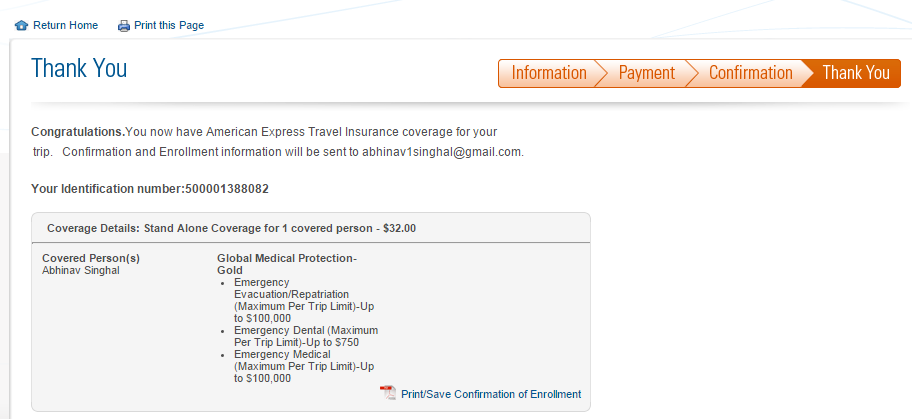 Return Home Print this Page
Thank You
Information Payment Confirmation Thank You
Congratulations.You now have American Express Travel Insurance coverage for your
trip. Confirmation and Enrollment information will be sent to abhinav1singhal@gmail.com.
Your Identification number:500001388082
Coverage Details: Stand Alone Coverage for 1 covered person - $32.00
Covered Person(s)
Abhinav Singhal
Global Medical Protection-
Gold
• Emergency
Evacuation/Repatriation
(Maximum Per Trip Limit)-Up
to $100,000
• Emergency Dental (Maximum
Per Trip Limit)-Up to $750
• Emergency Medical
(Maximum Per Trip Limit)-Up
to $100,000
Print/Save Confirmation of Enrollment